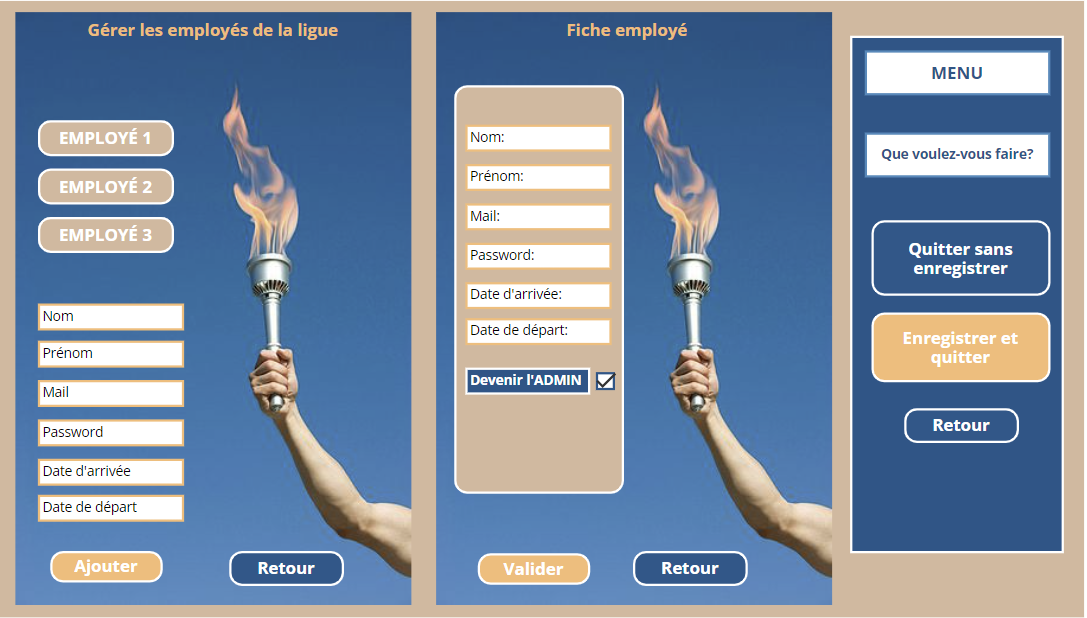 Gérer les employés de la ligue
EMPLOYÉ 1
EMPLOYÉ 2
EMPLOYÉ 3
Nom
Prénom
Mail
Password
Date d'arrivée
Date de départ
Ajouter
Retour
Fiche employé
Nom:
Prénom:
Mail:
Password:
Date d'arrivée:
Date de départ:
Devenir l'ADMIN
Valider
Retour
MENU
Que voulez-vous faire?
Quitter sans
enregistrer
Enregistrer et
quitter
Retour